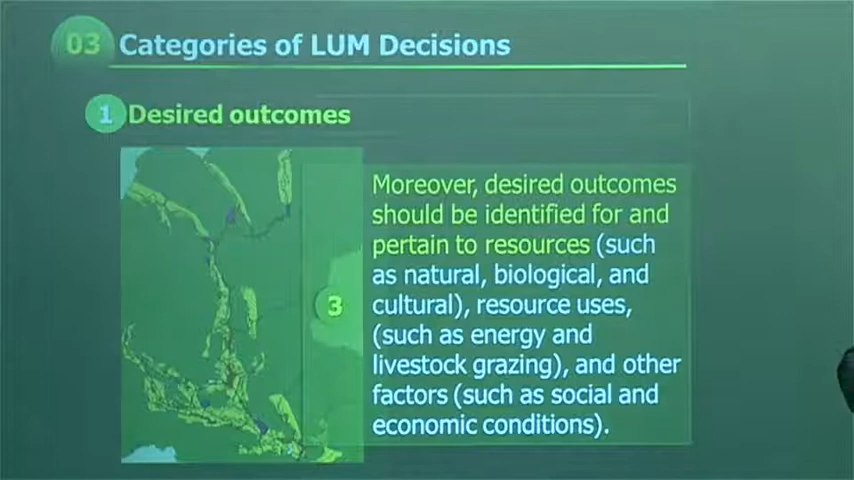 03 Categories of LUM Decisions
1 Desired outcomes
3
Moreover, desired outcomes
should be identified for and
pertain to resources (such
as natural, biological, and
cultural), resource uses,
(such as energy and
livestock grazing), and other
factors (such as social and
economic conditions).